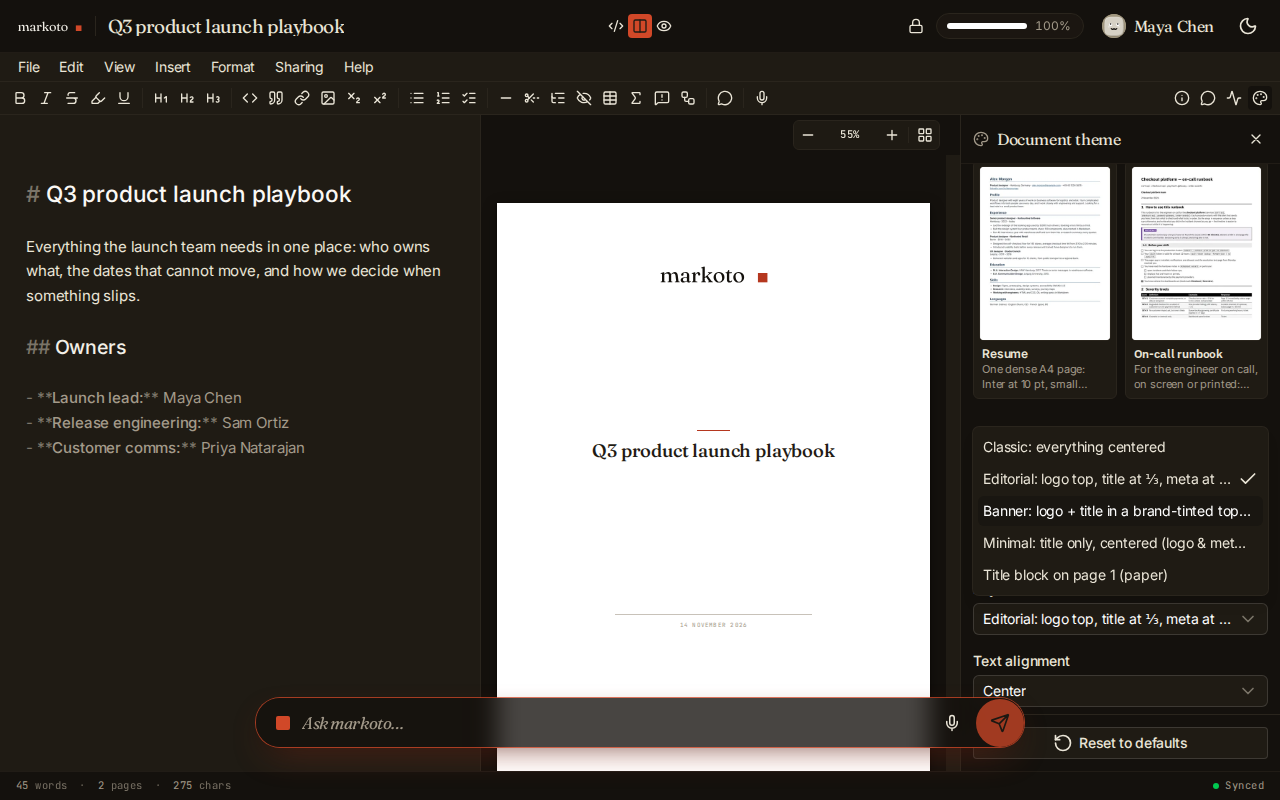 markoto
Q3 product launch playbook
100%
Maya Chen
File
Edit
View
Insert
Format
Sharing
Help
H1
H2
H3
55%
Document theme
# Q3 product launch playbook
Everything the launch team needs in one place: who owns
what, the dates that cannot move, and how we decide when
something slips.
## Owners
- **Launch lead:** Maya Chen
- **Release engineering:** Sam Ortiz
- **Customer comms:** Priya Natarajan
markoto
Q3 product launch playbook
14 NOVEMBER 2026
Alex Morgan
Checkout platform — on-call runbook
Resume
One dense A4 page:
Inter at 10 pt, small...
On-call runbook
For the engineer on call,
on screen or printed:...
Classic: everything centered
Editorial: logo top, title at ⅓, meta at ...
Banner: logo + title in a brand-tinted top...
Minimal: title only, centered (logo & met...
Title block on page 1 (paper)
Editorial: logo top, title at ⅓, meta at ...
Text alignment
Center
Reset to defaults
Ask markoto...
45 words · 2 pages · 275 chars
Synced